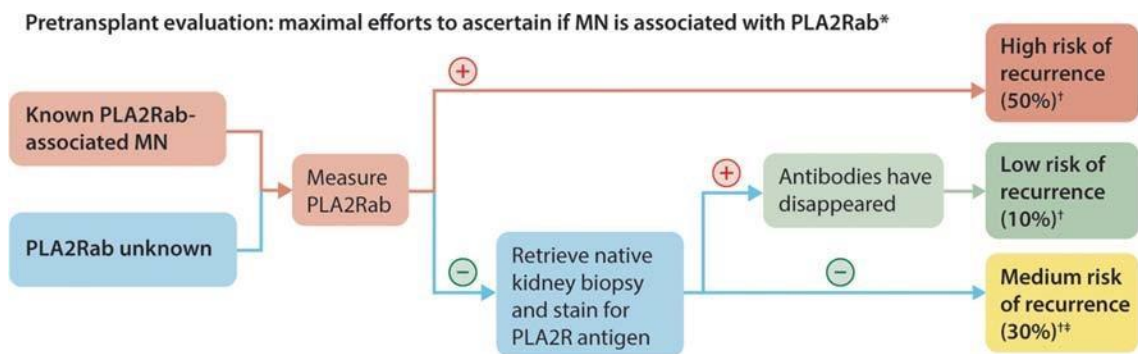 Pretransplant evaluation: maximal efforts to ascertain if MN is associated with PLA2Rab*
Known PLA2Rab-
associated MN
PLA2Rab unknown
Measure
PLA2Rab
+
−
Retrieve native
kidney biopsy
and stain for
PLA2R antigen
+
−
Antibodies have
disappeared
High risk of
recurrence
(50%)†
Low risk of
recurrence
(10%)†
Medium risk
of recurrence
(30%)†‡